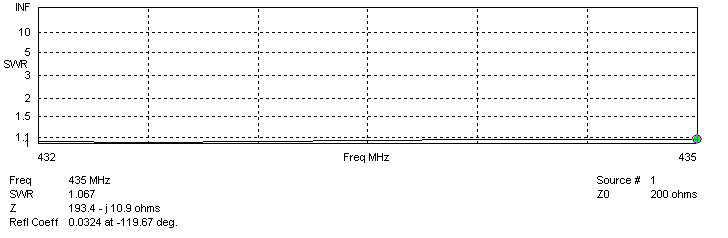 INF
10
5
SWR
3
2
1.5
1.1
1
432 Freq MHz 435
Freq 435 MHz Source # 1
SWR 1.067 Z0 200 ohms
Z 193.4 - j 10.9 ohms
Refl Coeff 0.0324 at -119.67 deg.